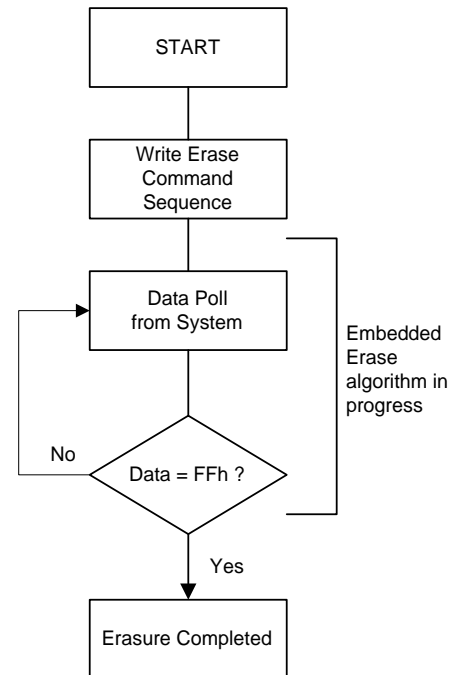 START
Write Erase
Command
Sequence
Data Poll
from System
Embedded
Erase
algorithm in
progress
No
Data = FFh ?
Yes
Erasure Completed